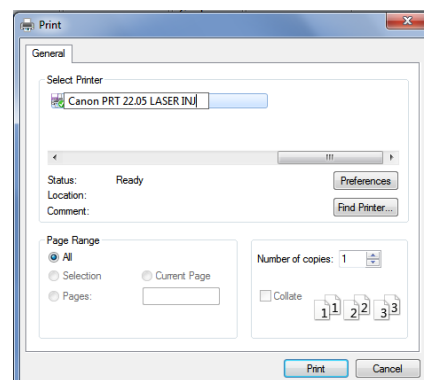 Print
General
Select Printer
Canon PRT 22.05 LASER INJ
Status: Ready
Location:
Comment:
Preferences
Find Printer...
Page Range
All
Selection
Current Page
Pages:
Number of copies: 1
Collate
1 1 2 2 3 3
Print
Cancel